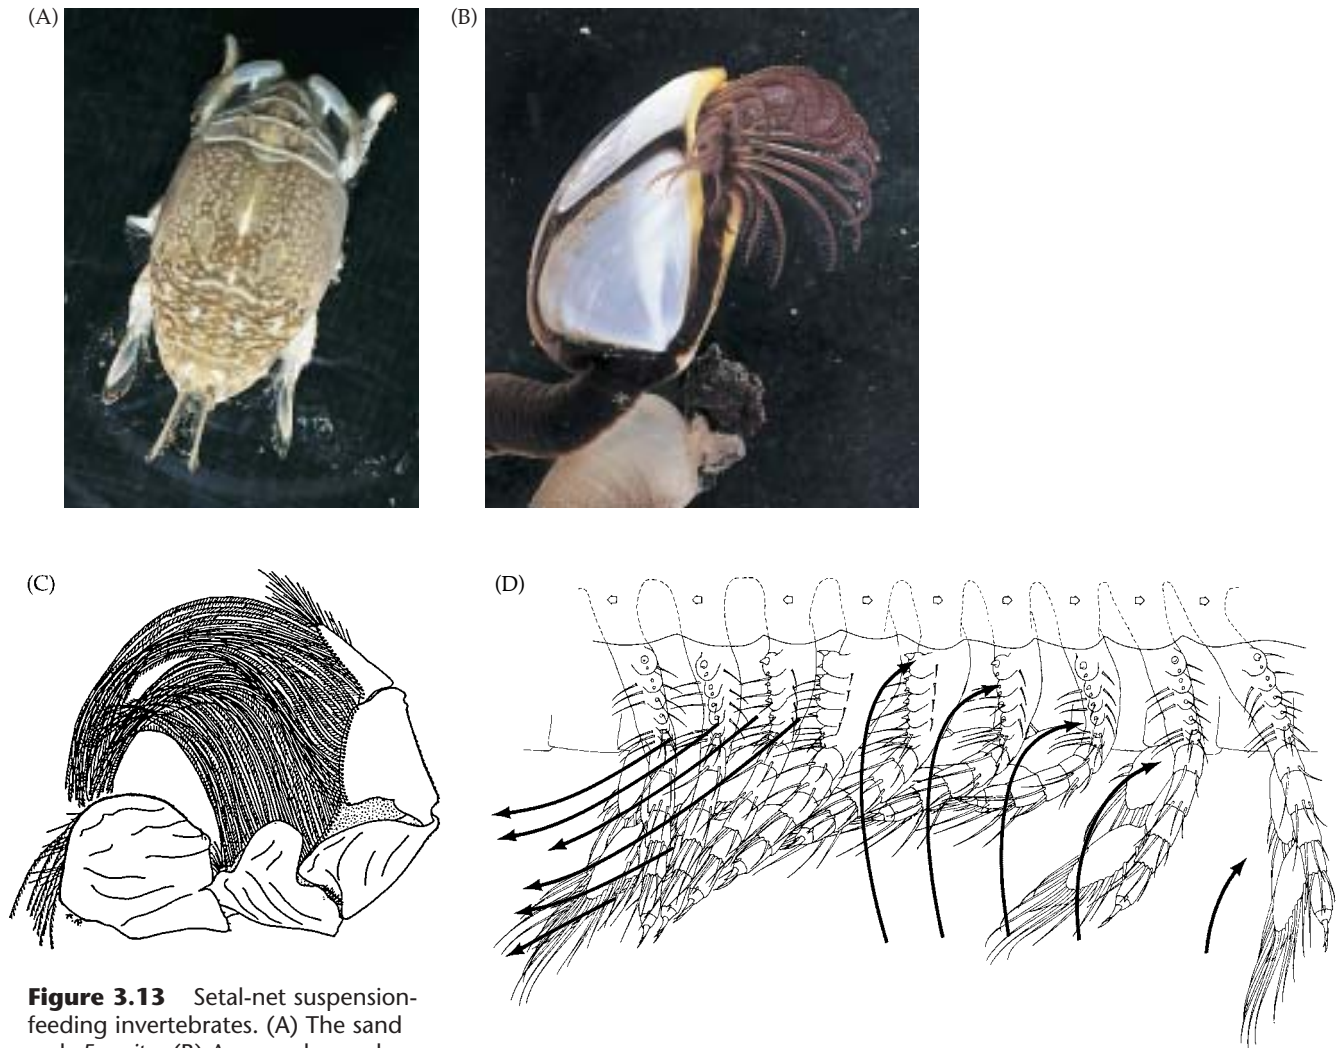 (A)
(B)
(C)
(D)
Figure 3.13 Setal-net suspension-
feeding invertebrates. (A) The sand